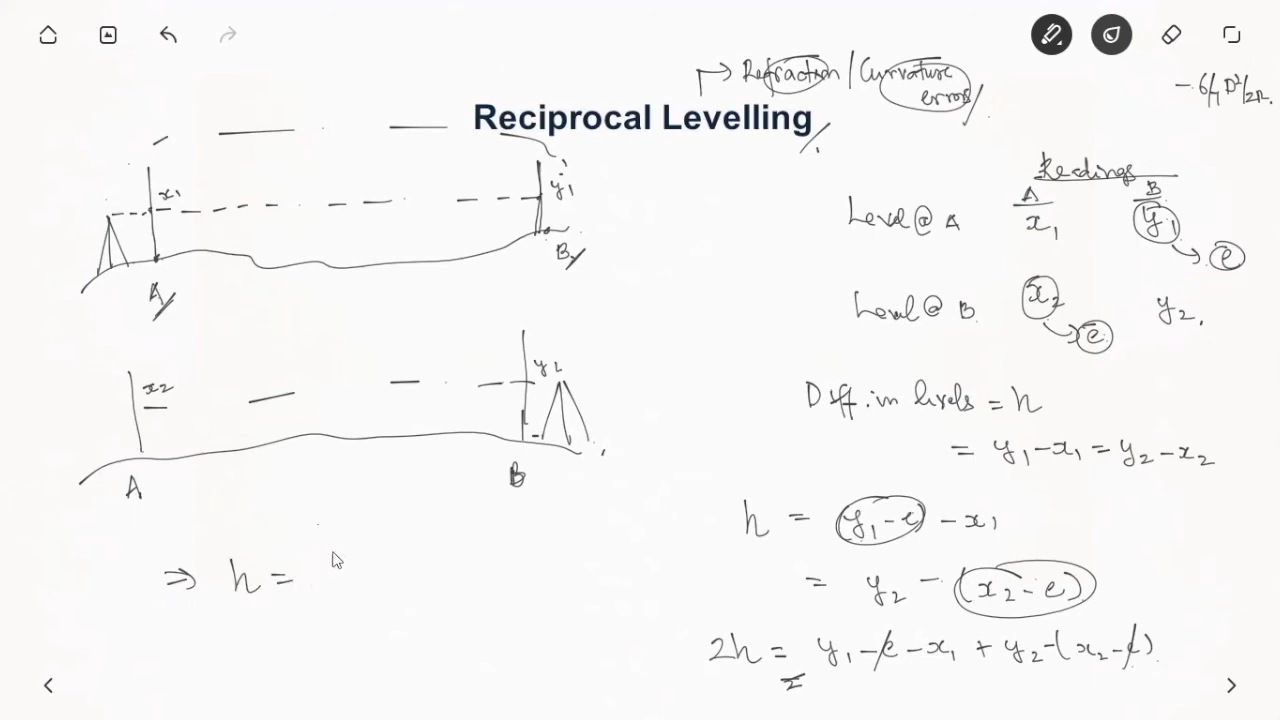 → Refraction / Curvature
errors
- 6/7 D²/2R.
Reciprocal Levelling
Readings
A B
Level @ A x₁ y₁
→ e
Level @ B. x₂ y₂.
→ e
x₁ y₁
A B
x₂ y₂
A B
Diff. in levels = h
= y₁ - x₁ = y₂ - x₂
h = (y₁ - e) - x₁
= y₂ - (x₂ - e)
2h = y₁ - e - x₁ + y₂ - (x₂ - e)
2
⇒ h =